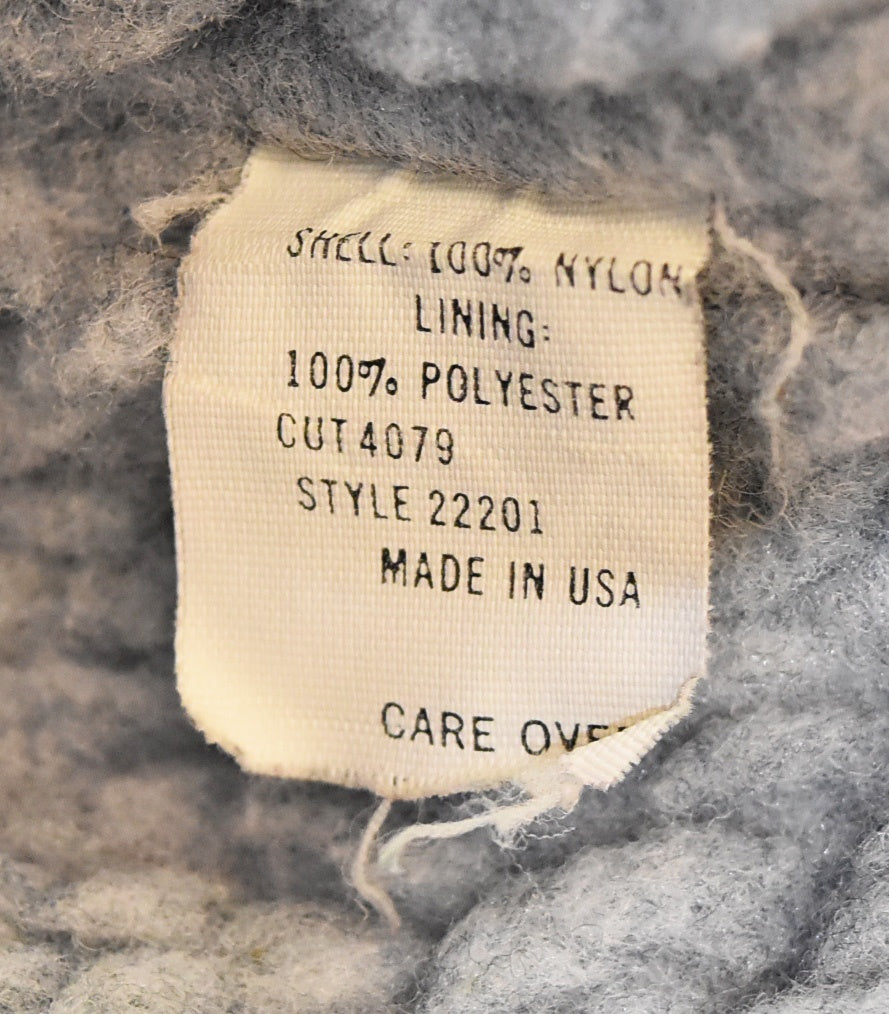 SHELL: 100% NYLON
LINING:
100% POLYESTER
CUT 4079
STYLE 22201
MADE IN USA
CARE